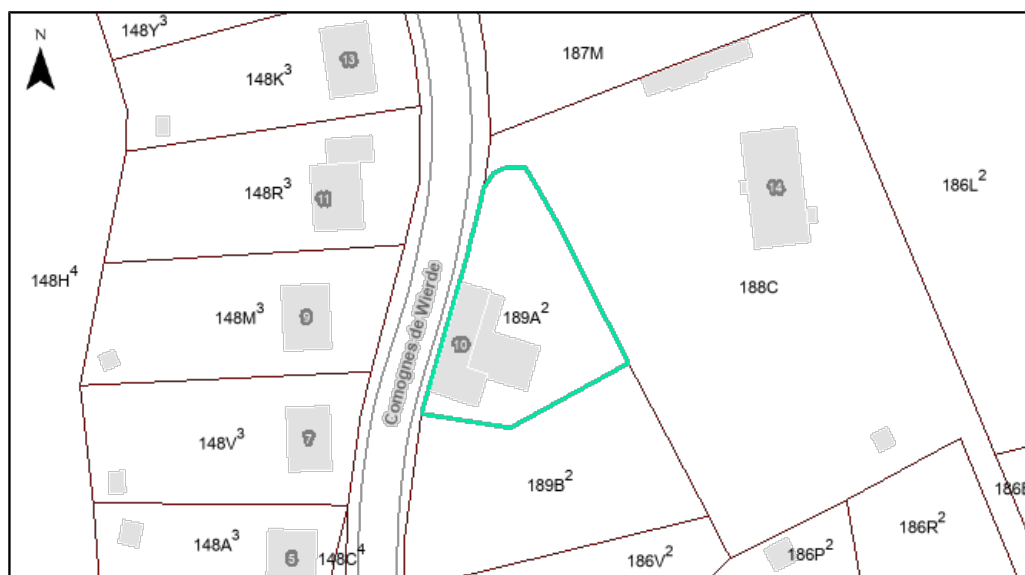 148Y³
N
187M
13
148K³
14
186L²
148R³
11
148H⁴
188C
Comognes de Wierde
148M³
9
189A²
10
148V³
7
189B²
186E
186R²
148A³
5
148C⁴
186V²
186P²